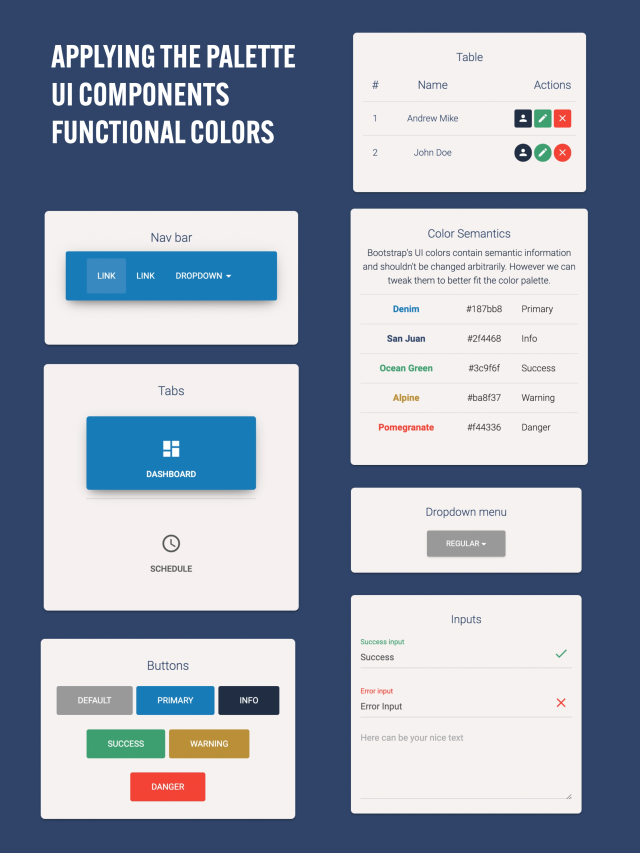 APPLYING THE PALETTE
UI COMPONENTS
FUNCTIONAL COLORS
Nav bar
LINK LINK DROPDOWN
Tabs
DASHBOARD
SCHEDULE
Buttons
DEFAULT PRIMARY INFO
SUCCESS WARNING
DANGER
Table
# Name Actions
1 Andrew Mike
2 John Doe
Color Semantics
Bootstrap's UI colors contain semantic information
and shouldn't be changed arbitrarily. However we can
tweak them to better fit the color palette.
Denim #187bb8 Primary
San Juan #2f4468 Info
Ocean Green #3c9f6f Success
Alpine #ba8f37 Warning
Pomegranate #f44336 Danger
Dropdown menu
REGULAR
Inputs
Success input
Success
Error input
Error Input
Here can be your nice text